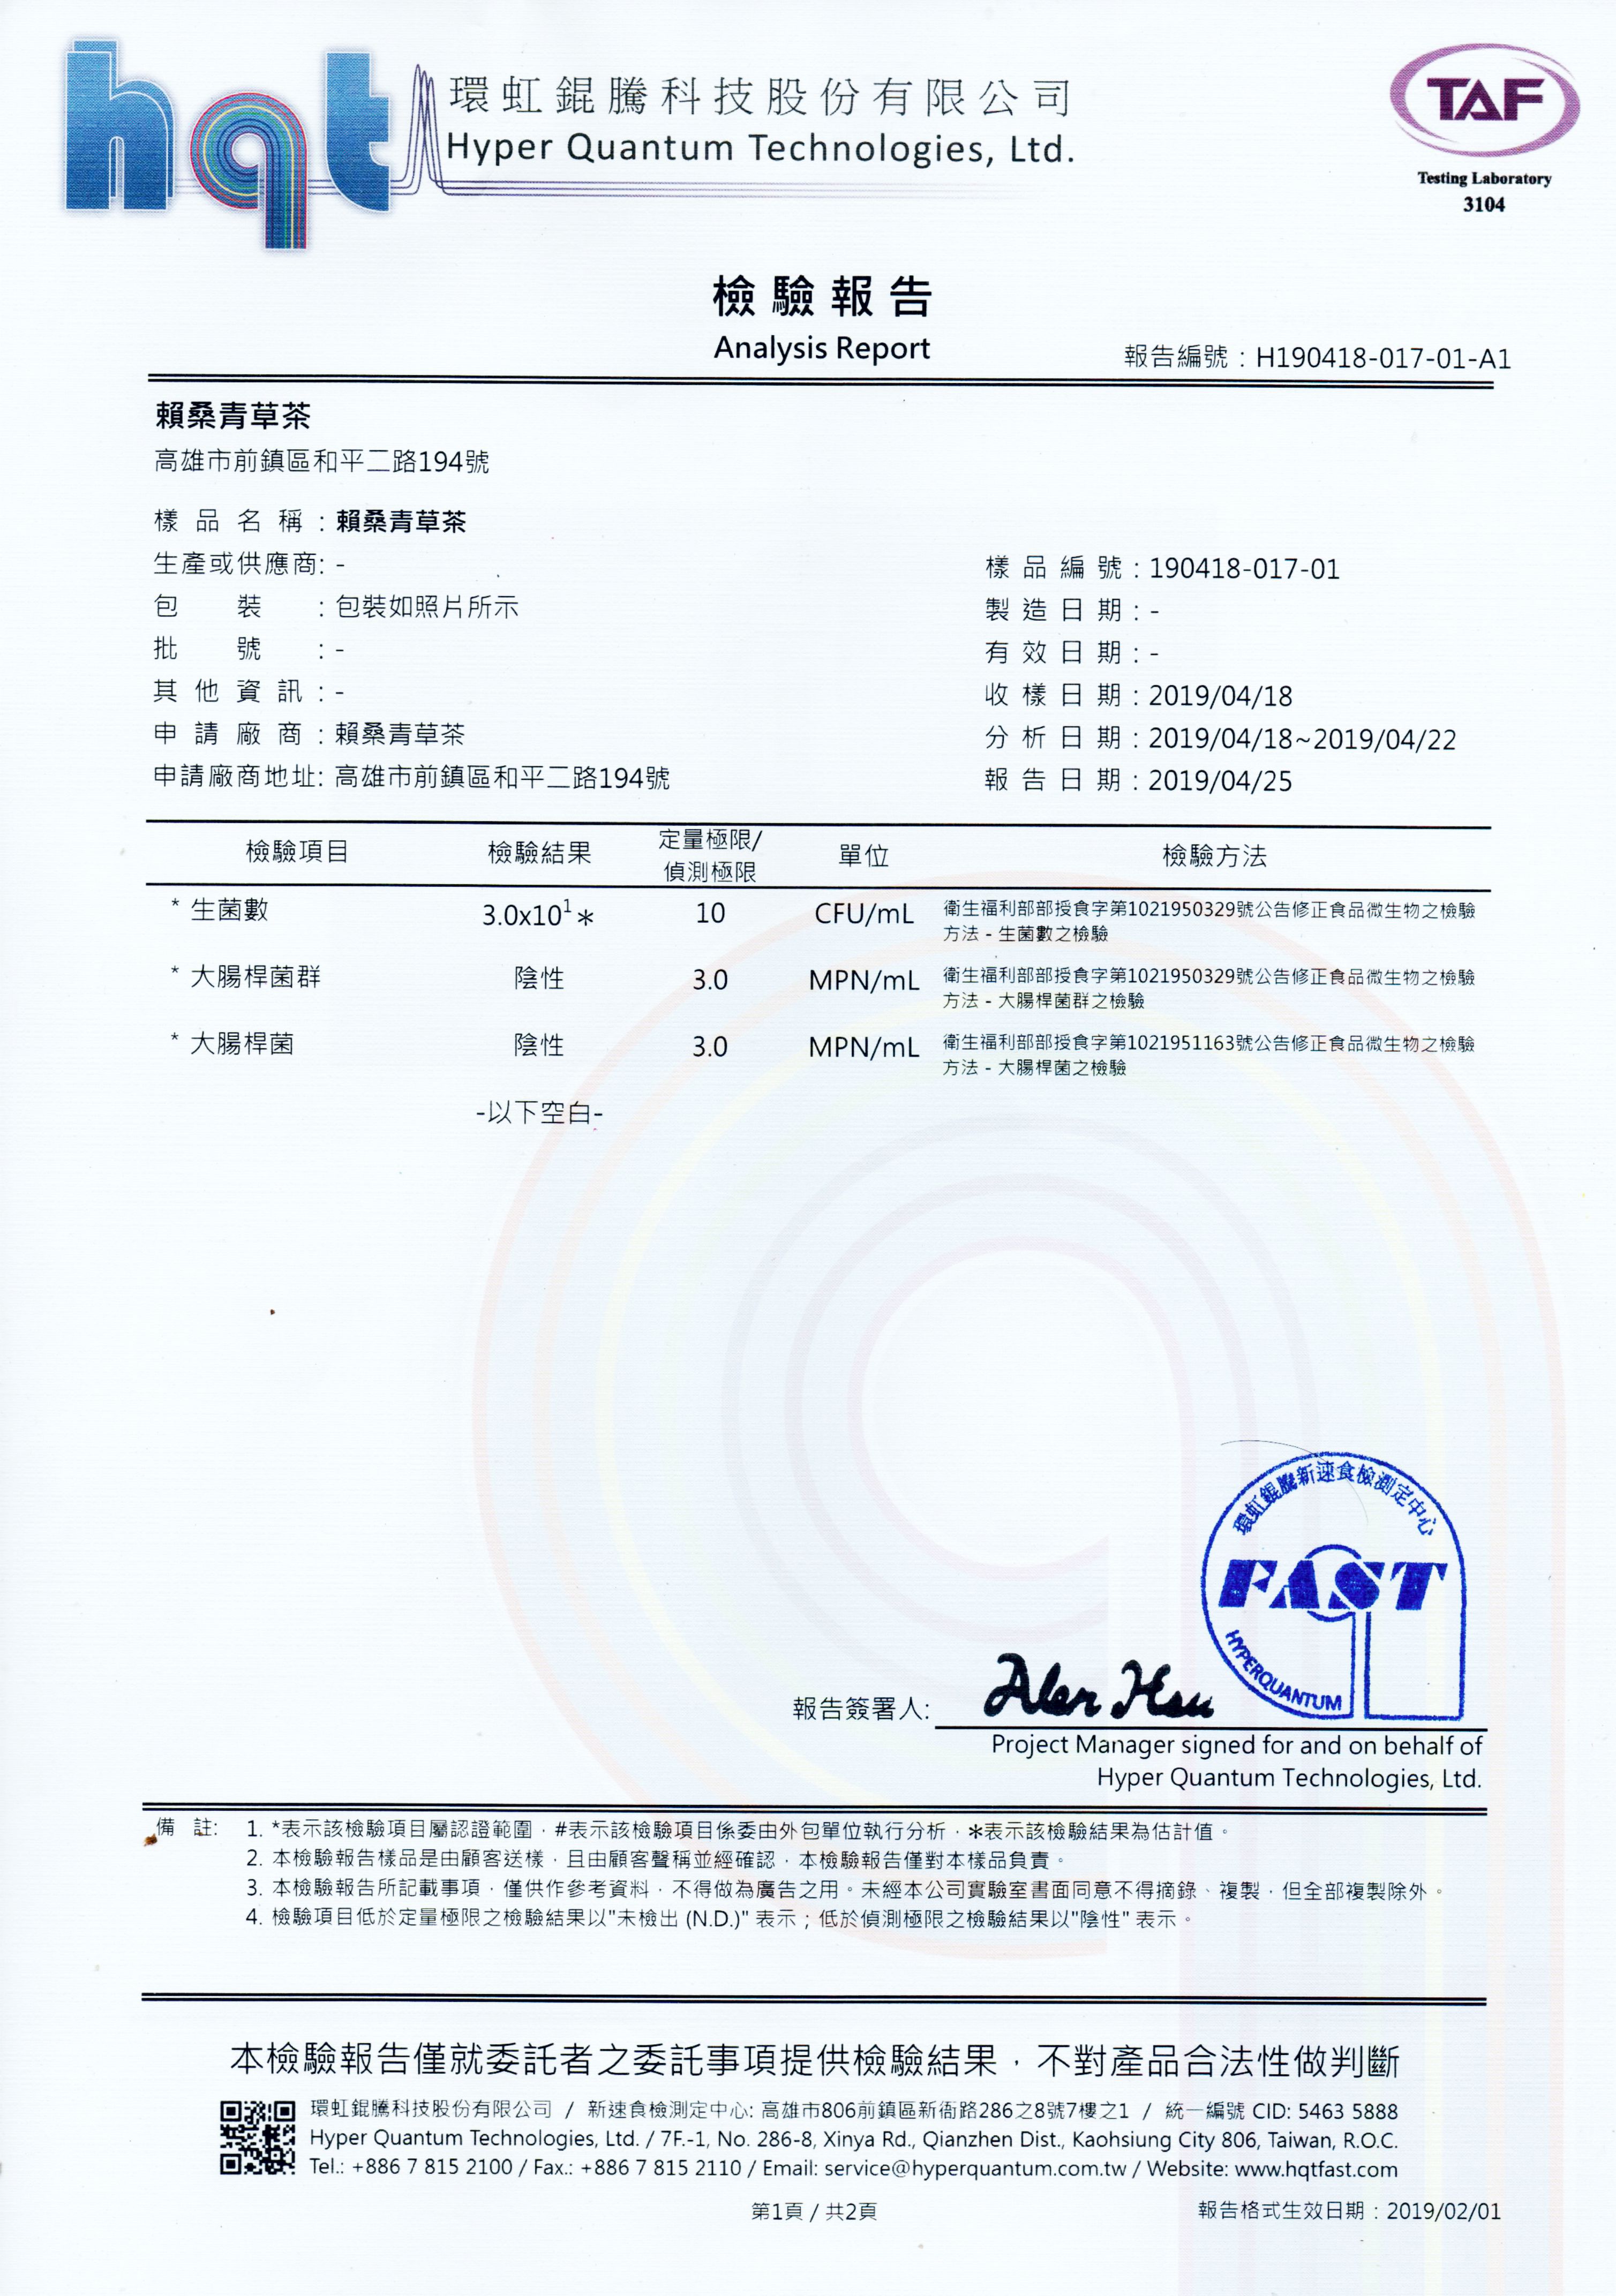 hqt
環虹錕騰科技股份有限公司
Hyper Quantum Technologies, Ltd.
TAF
Testing Laboratory
3104
檢驗報告
Analysis Report
報告編號：H190418-017-01-A1
賴桑青草茶
高雄市前鎮區和平二路194號
樣品名稱：賴桑青草茶
生產或供應商: -
包裝：包裝如照片所示
批號：-
其他資訊：-
申請廠商：賴桑青草茶
申請廠商地址: 高雄市前鎮區和平二路194號
樣品編號：190418-017-01
製造日期：-
有效日期：-
收樣日期：2019/04/18
分析日期：2019/04/18~2019/04/22
報告日期：2019/04/25
檢驗項目 檢驗結果 定量極限/偵測極限 單位 檢驗方法
* 生菌數 3.0x10¹＊ 10 CFU/mL 衛生福利部部授食字第1021950329號公告修正食品微生物之檢驗
方法 - 生菌數之檢驗
* 大腸桿菌群 陰性 3.0 MPN/mL 衛生福利部部授食字第1021950329號公告修正食品微生物之檢驗
方法 - 大腸桿菌群之檢驗
* 大腸桿菌 陰性 3.0 MPN/mL 衛生福利部部授食字第1021951163號公告修正食品微生物之檢驗
方法 - 大腸桿菌之檢驗
-以下空白-
環虹錕騰新速食檢測定中心
FAST
HYPERQUANTUM
報告簽署人: Alan Hsu
Project Manager signed for and on behalf of
Hyper Quantum Technologies, Ltd.
備 註: 1. *表示該檢驗項目屬認證範圍，#表示該檢驗項目係委由外包單位執行分析，＊表示該檢驗結果為估計值。
2. 本檢驗報告樣品是由顧客送樣，且由顧客聲稱並經確認，本檢驗報告僅對本樣品負責。
3. 本檢驗報告所記載事項，僅供作參考資料，不得做為廣告之用。未經本公司實驗室書面同意不得摘錄、複製，但全部複製除外。
4. 檢驗項目低於定量極限之檢驗結果以"未檢出 (N.D.)" 表示；低於偵測極限之檢驗結果以"陰性" 表示。
本檢驗報告僅就委託者之委託事項提供檢驗結果，不對產品合法性做判斷
環虹錕騰科技股份有限公司 / 新速食檢測定中心: 高雄市806前鎮區新衙路286之8號7樓之1 / 統一編號 CID: 5463 5888
Hyper Quantum Technologies, Ltd. / 7F.-1, No. 286-8, Xinya Rd., Qianzhen Dist., Kaohsiung City 806, Taiwan, R.O.C.
Tel.: +886 7 815 2100 / Fax.: +886 7 815 2110 / Email: service@hyperquantum.com.tw / Website: www.hqtfast.com
第1頁 / 共2頁
報告格式生效日期：2019/02/01